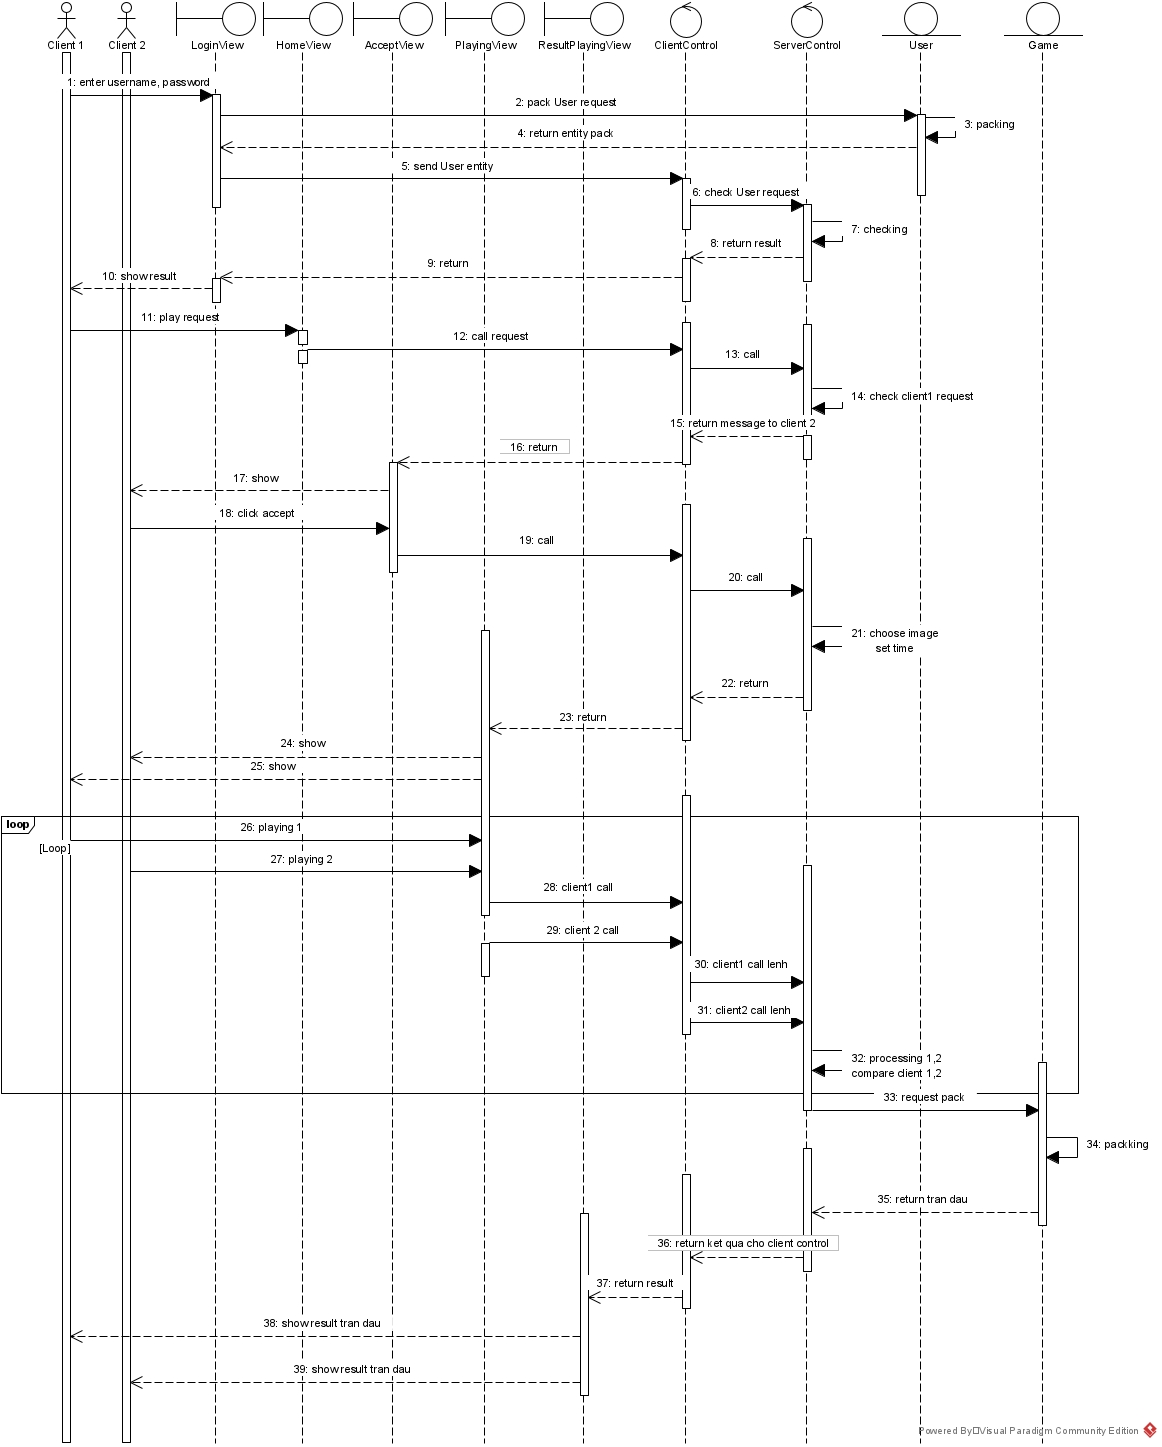 Client 1
Client 2
LoginView
HomeView
AcceptView
PlayingView
ResultPlayingView
ClientControl
ServerControl
User
Game
1: enter username, password
2: pack User request
3: packing
4: return entity pack
5: send User entity
6: check User request
7: checking
8: return result
9: return
10: show result
11: play request
12: call request
13: call
14: check client1 request
15: return message to client 2
16: return
17: show
18: click accept
19: call
20: call
21: choose image
set time
22: return
23: return
24: show
25: show
loop
26: playing 1
[Loop]
27: playing 2
28: client1 call
29: client 2 call
30: client1 call lenh
31: client2 call lenh
32: processing 1,2
compare client 1,2
33: request pack
34: packking
35: return tran dau
36: return ket qua cho client control
37: return result
38: show result tran dau
39: show result tran dau
Powered By Visual Paradigm Community Edition